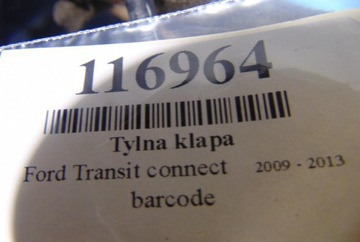 116964
Tylna klapa
Ford Transit connect 2009 - 2013
barcode